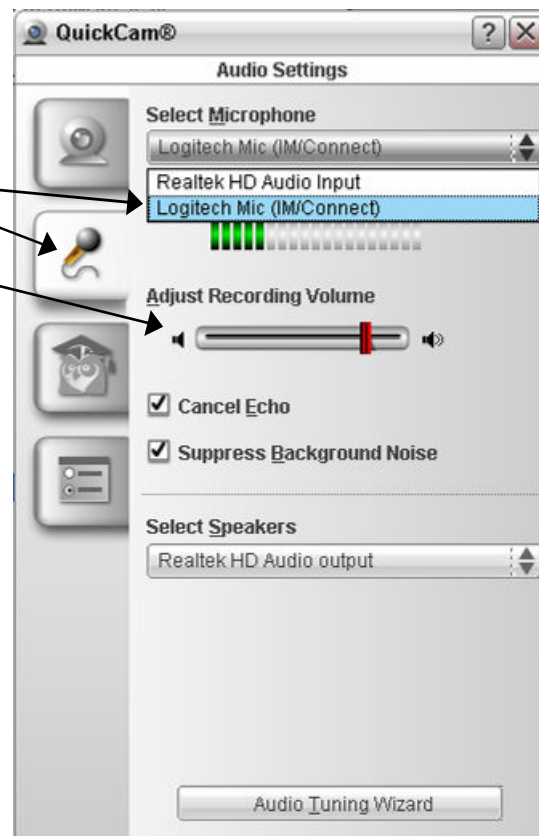 QuickCam®
?
Audio Settings
Select Microphone
Logitech Mic (IM/Connect)
Realtek HD Audio Input
Logitech Mic (IM/Connect)
Adjust Recording Volume
Cancel Echo
Suppress Background Noise
Select Speakers
Realtek HD Audio output
Audio Tuning Wizard